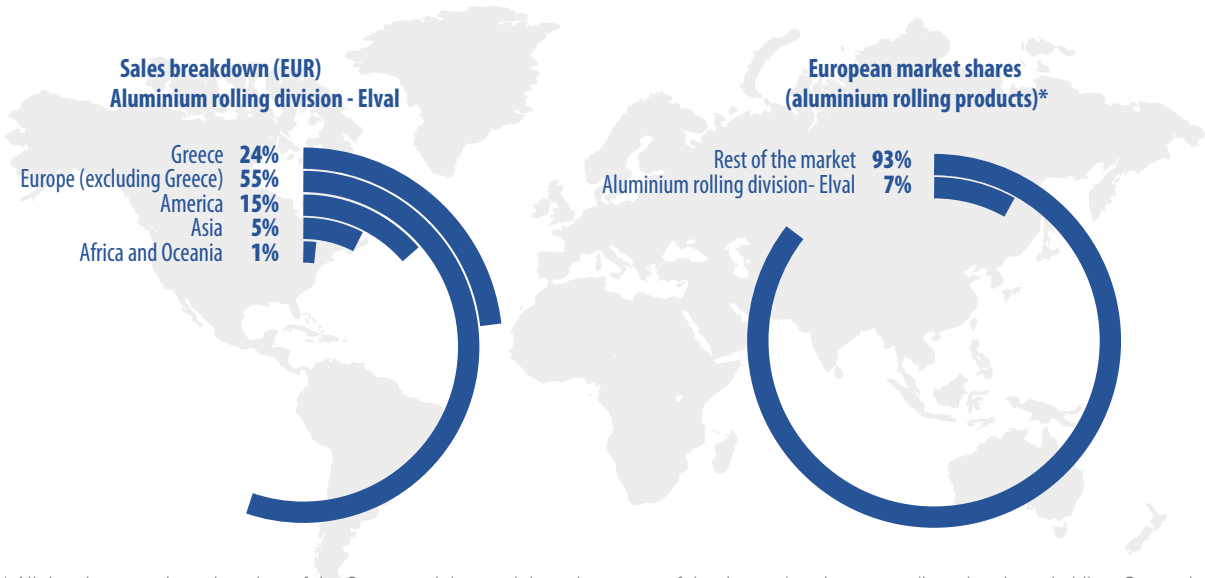 Sales breakdown (EUR)
Aluminium rolling division - Elval
Greece 24%
Europe (excluding Greece) 55%
America 15%
Asia 5%
Africa and Oceania 1%
European market shares
(aluminium rolling products)*
Rest of the market 93%
Aluminium rolling division- Elval 7%